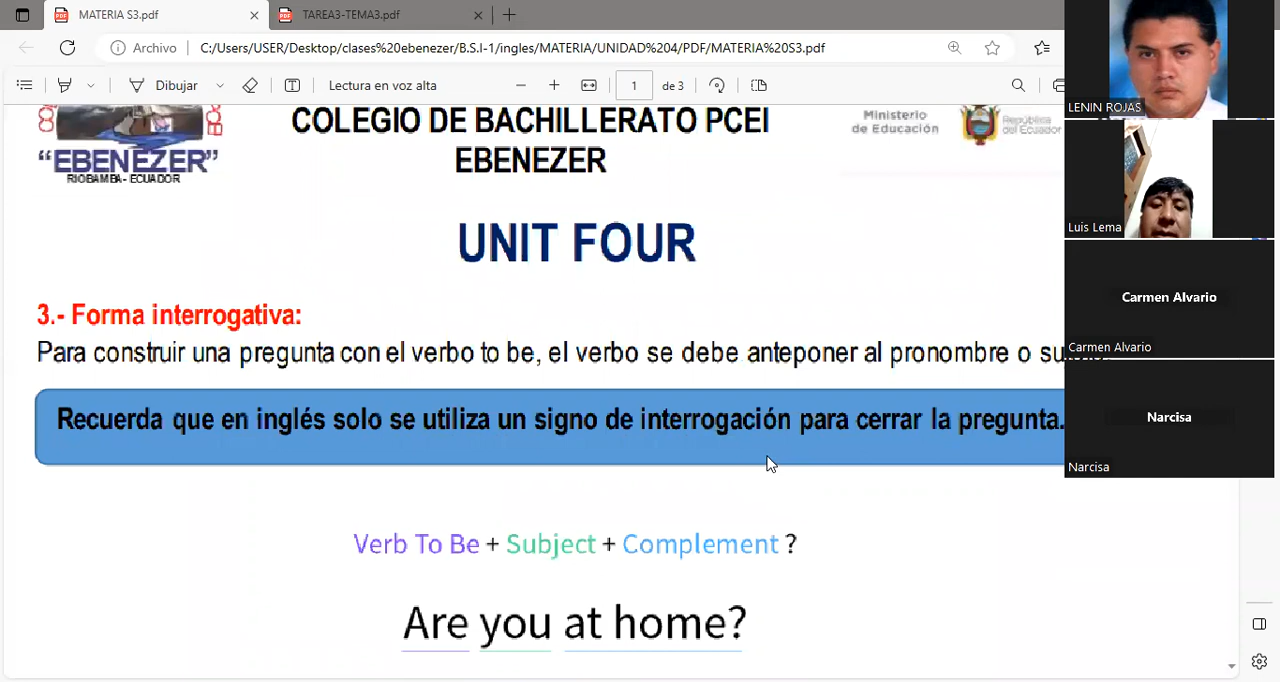 MATERIA S3.pdf
TAREA3-TEMA3.pdf
Archivo
C:/Users/USER/Desktop/clases%20ebenezer/B.S.I-1/ingles/MATERIA/UNIDAD%204/PDF/MATERIA%20S3.pdf
Dibujar
Lectura en voz alta
1
de 3
COLEGIO DE BACHILLERATO PCEI
EBENEZER
"EBENEZER"
RIOBAMBA - ECUADOR
Ministerio
de Educación
República
del Ecuador
UNIT FOUR
3.- Forma interrogativa:
Para construir una pregunta con el verbo to be, el verbo se debe anteponer al pronombre o
Recuerda que en inglés solo se utiliza un signo de interrogación para cerrar la pregunta.
Verb To Be + Subject + Complement ?
Are you at home?
LENIN ROJAS
Luis Lema
Carmen Alvario
Carmen Alvario
Narcisa
Narcisa